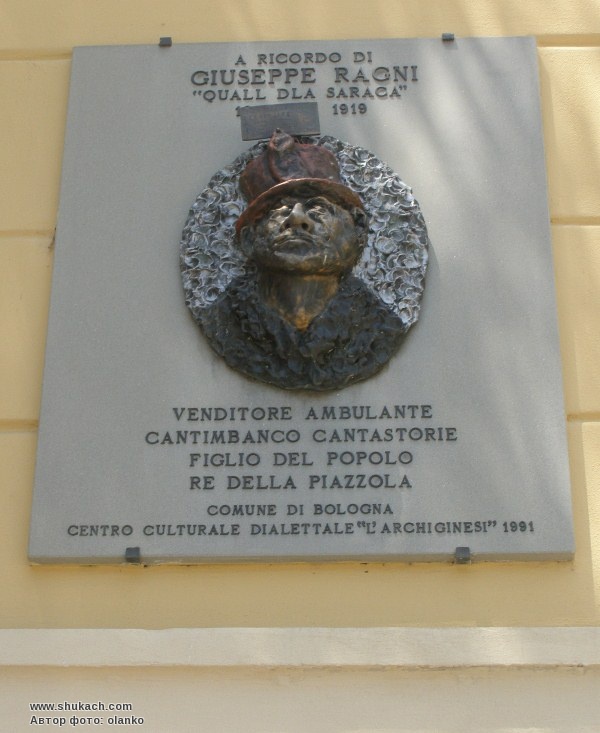 A RICORDO DI
GIUSEPPE RAGNI
"QUALL DLA SARACA"
1919
VENDITORE AMBULANTE
CANTIMBANCO CANTASTORIE
FIGLIO DEL POPOLO
RE DELLA PIAZZOLA
COMUNE DI BOLOGNA
CENTRO CULTURALE DIALETTALE "L'ARCHIGINESI" 1991
www.shukach.com
Автор фото: olanko